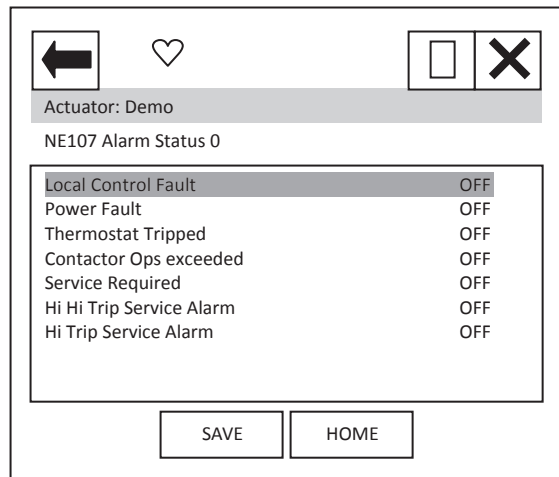 Actuator: Demo
NE107 Alarm Status 0
Local Control Fault OFF
Power Fault OFF
Thermostat Tripped OFF
Contactor Ops exceeded OFF
Service Required OFF
Hi Hi Trip Service Alarm OFF
Hi Trip Service Alarm OFF
SAVE HOME